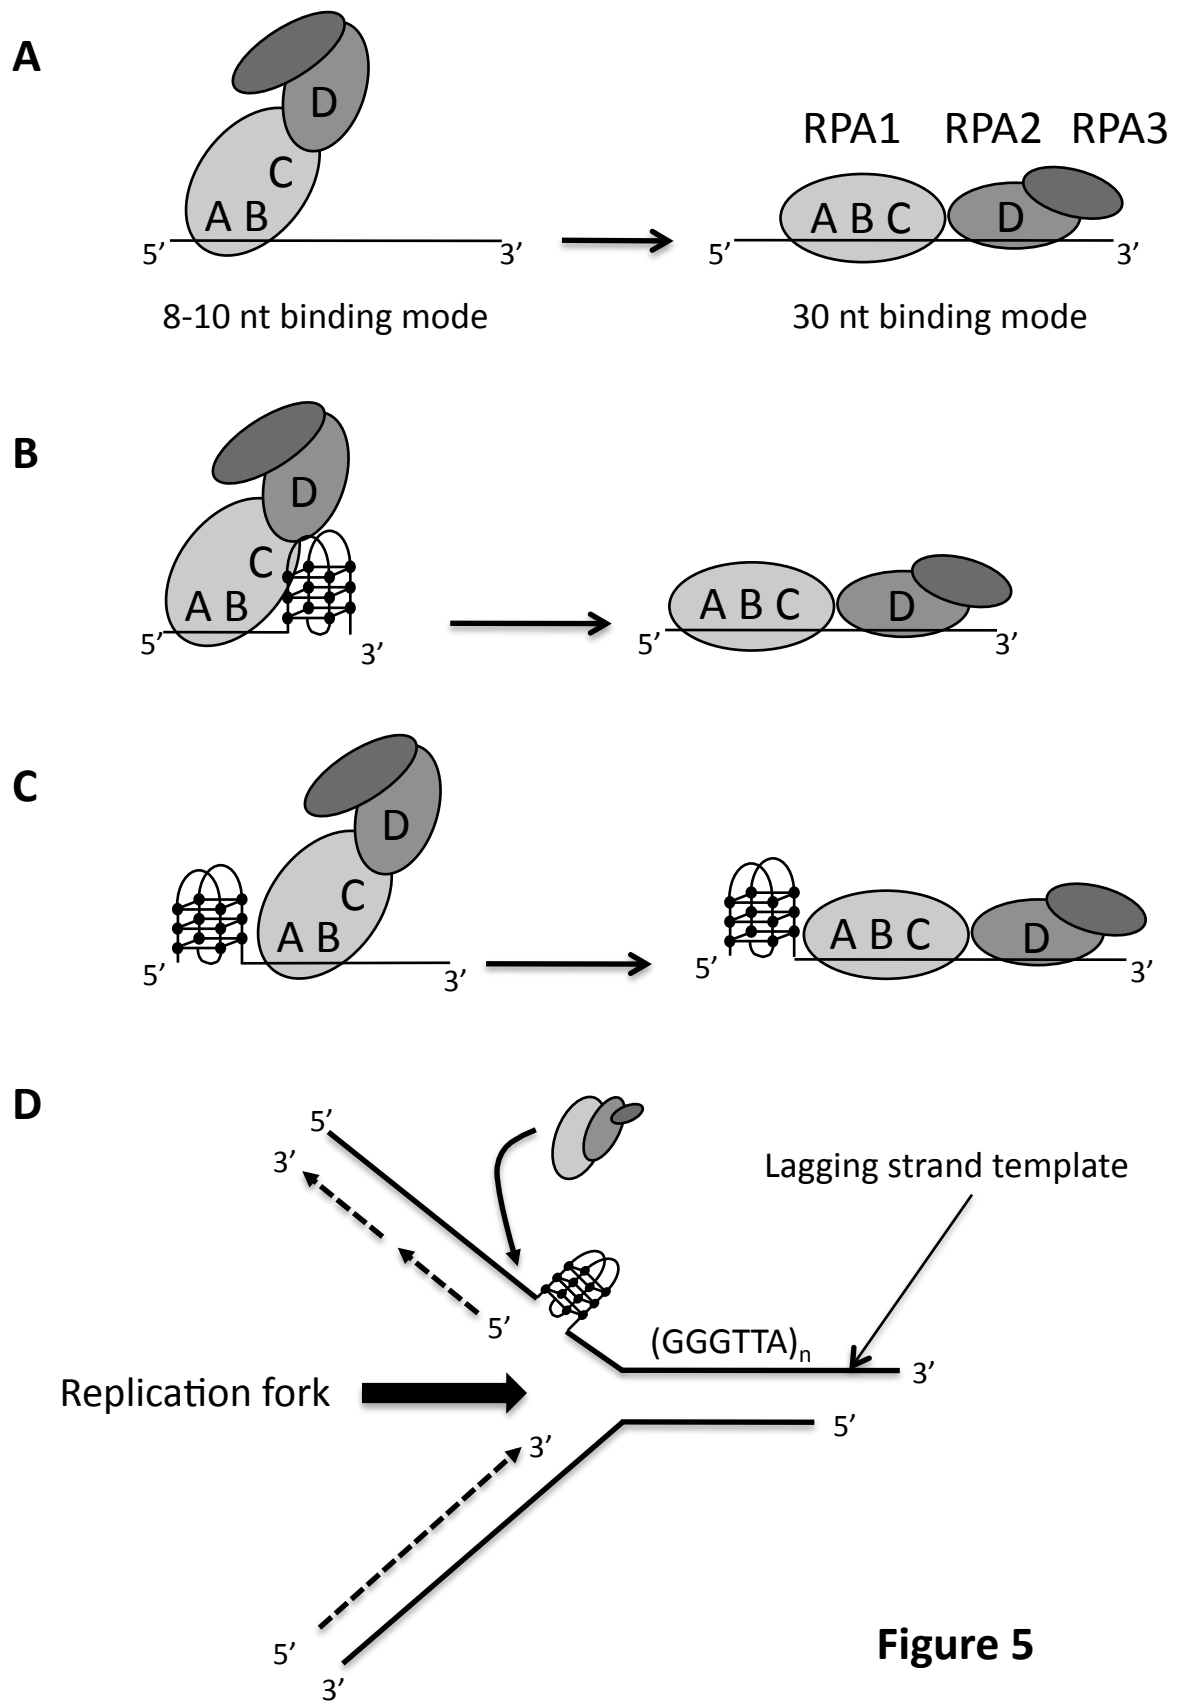 A
D
C
A B
5’
3’
8-10 nt binding mode
RPA1 RPA2 RPA3
A B C
D
5’
3’
30 nt binding mode
B
D
C
A B
5’
3’
A B C
D
5’
3’
C
D
C
A B
5’
3’
A B C
D
5’
3’
D
5’
3’
Lagging strand template
5’
(GGGTTA)n
3’
Replication fork
5’
3’
5’
3’
Figure 5